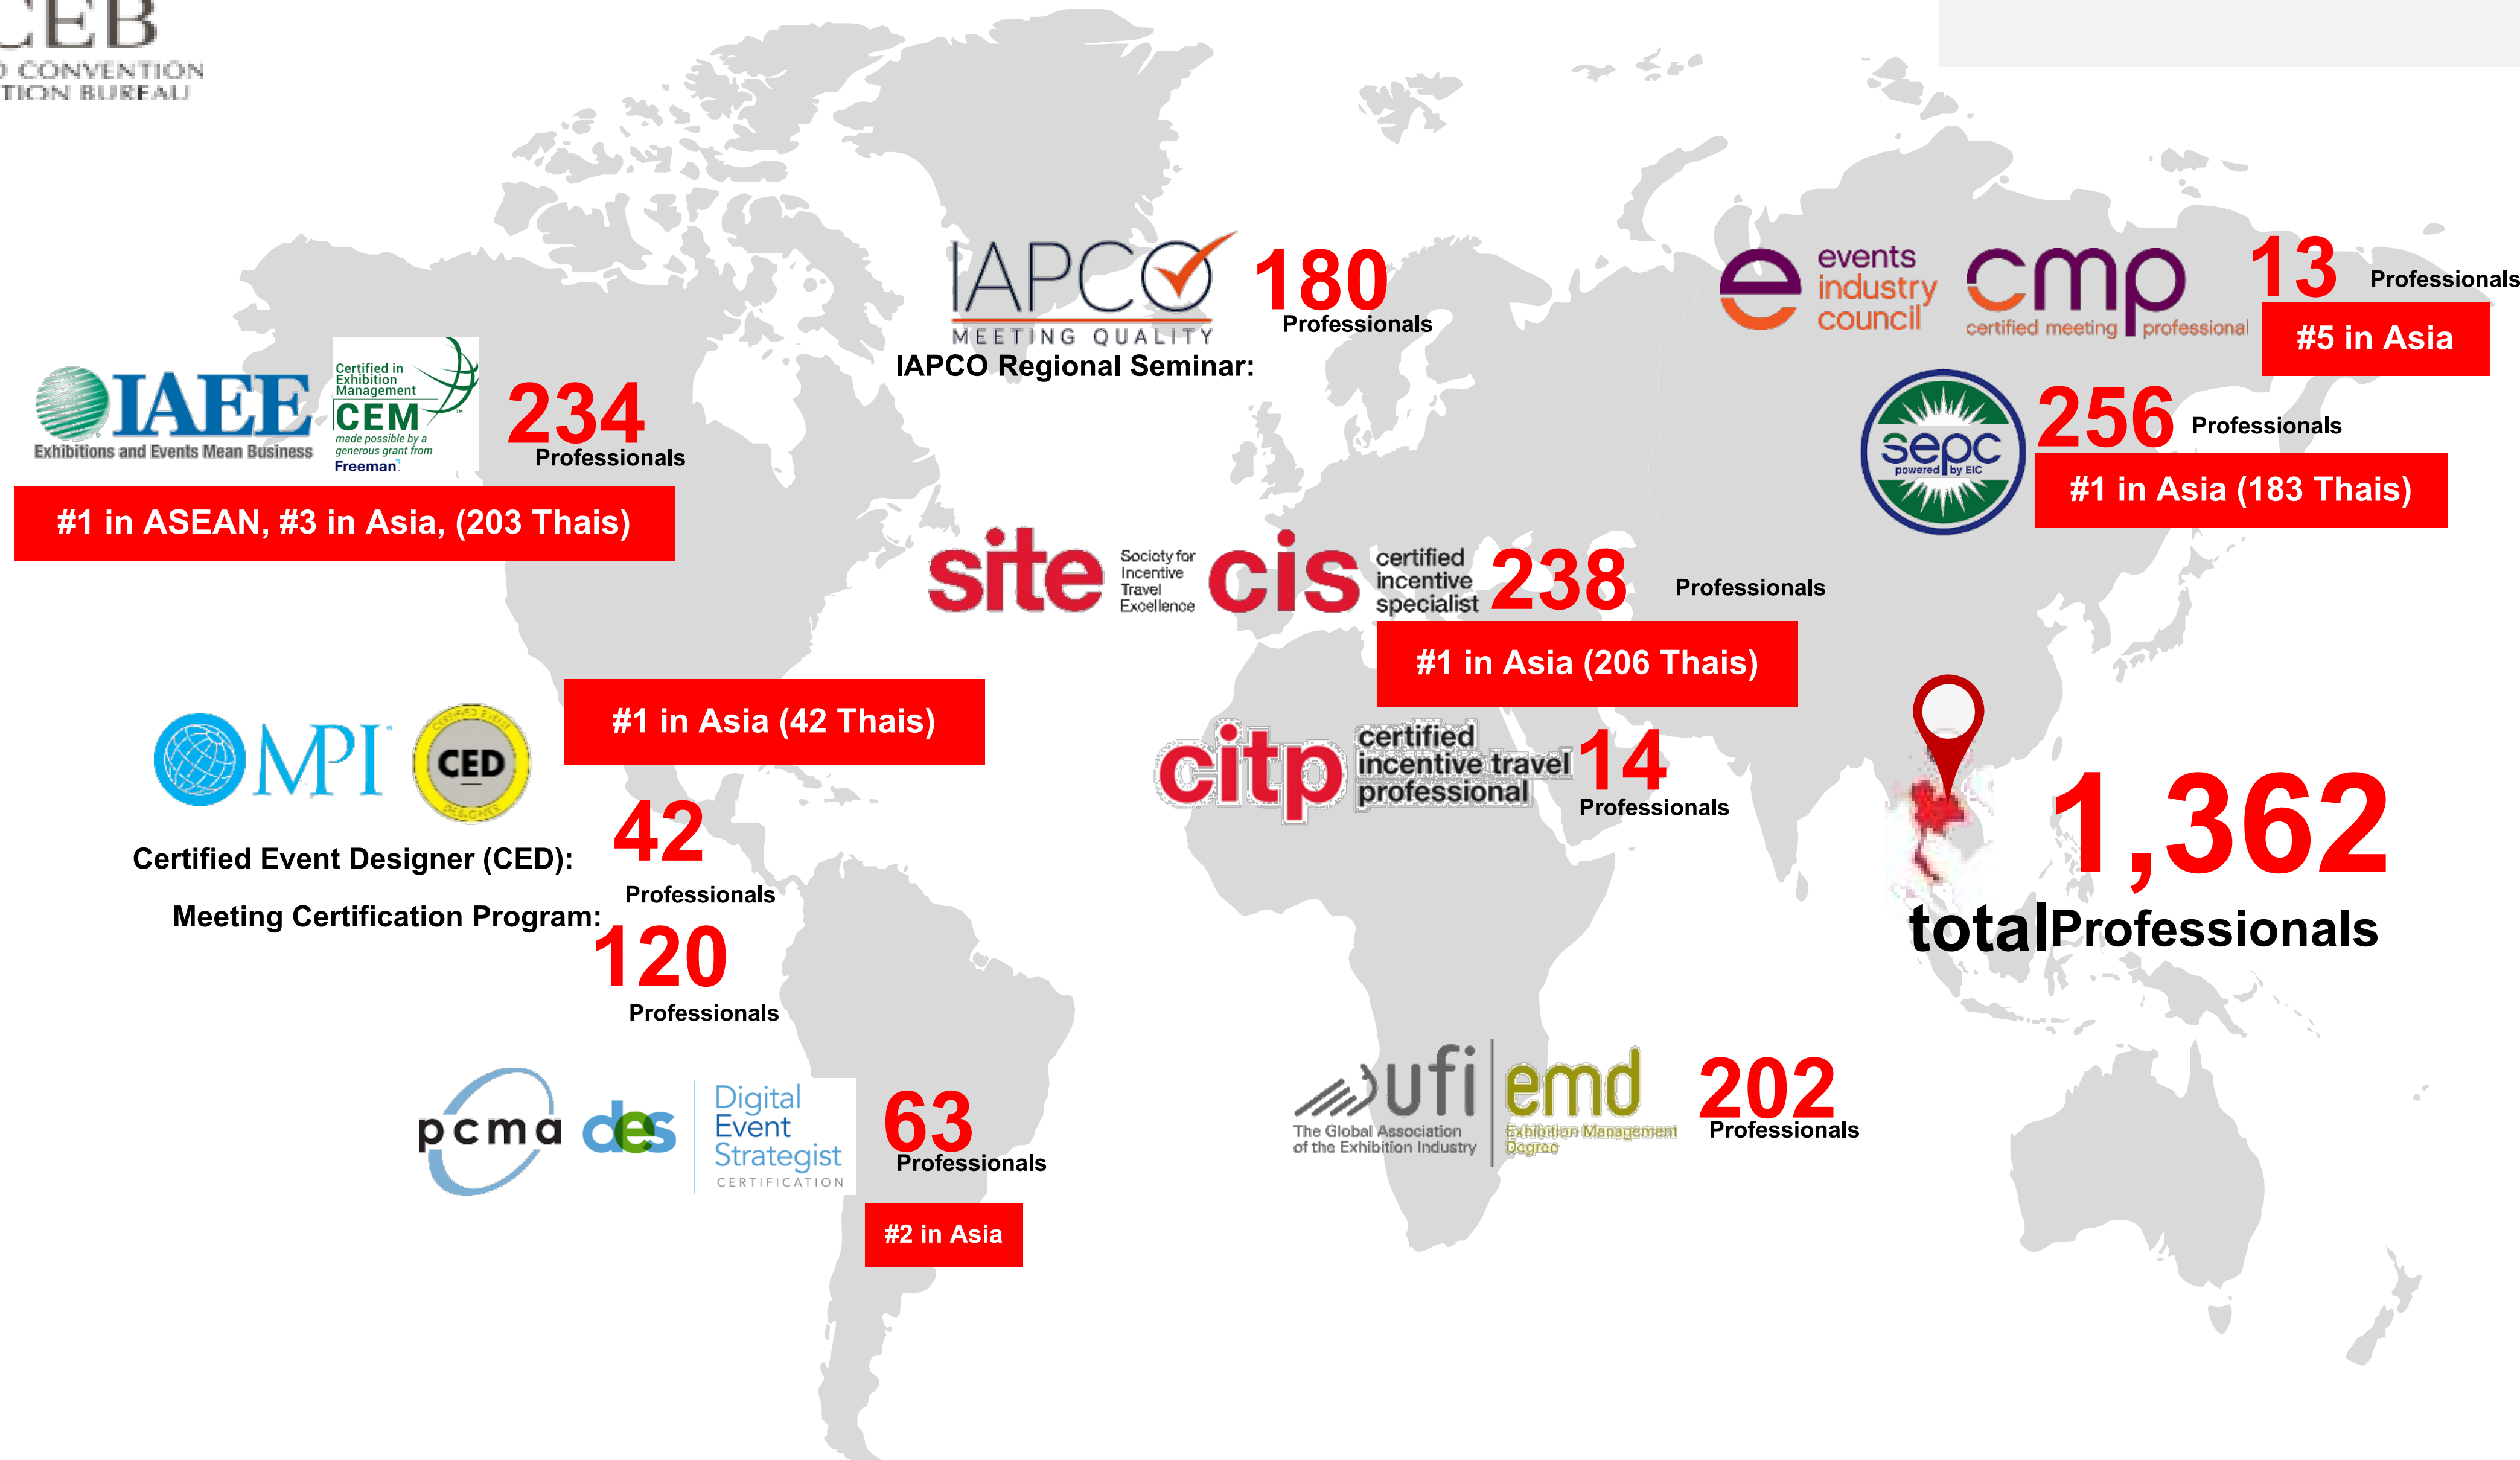 CEB
CONVENTION
TION BUREAU
IAPCO
MEETING QUALITY
IAPCO Regional Seminar:
180
Professionals
events
industry
council
cmp
certified meeting professional
13
Professionals
#5 in Asia
IAEE
Exhibitions and Events Mean Business
Certified in
Exhibition
Management
CEM™
made possible by a
generous grant from
Freeman
234
Professionals
#1 in ASEAN, #3 in Asia, (203 Thais)
sepc
powered by EIC
256
Professionals
#1 in Asia (183 Thais)
site
Society for
Incentive
Travel
Excellence
cis
certified
incentive
specialist
238
Professionals
#1 in Asia (206 Thais)
MPI
CERTIFIED EVENT
CED
DESIGNER
#1 in Asia (42 Thais)
Certified Event Designer (CED):
42
Professionals
Meeting Certification Program:
120
Professionals
citp
certified
incentive travel
professional
14
Professionals
1,362
total Professionals
pcma
des
Digital
Event
Strategist
CERTIFICATION
63
Professionals
#2 in Asia
ufi
The Global Association
of the Exhibition Industry
emd
Exhibition Management
Degree
202
Professionals